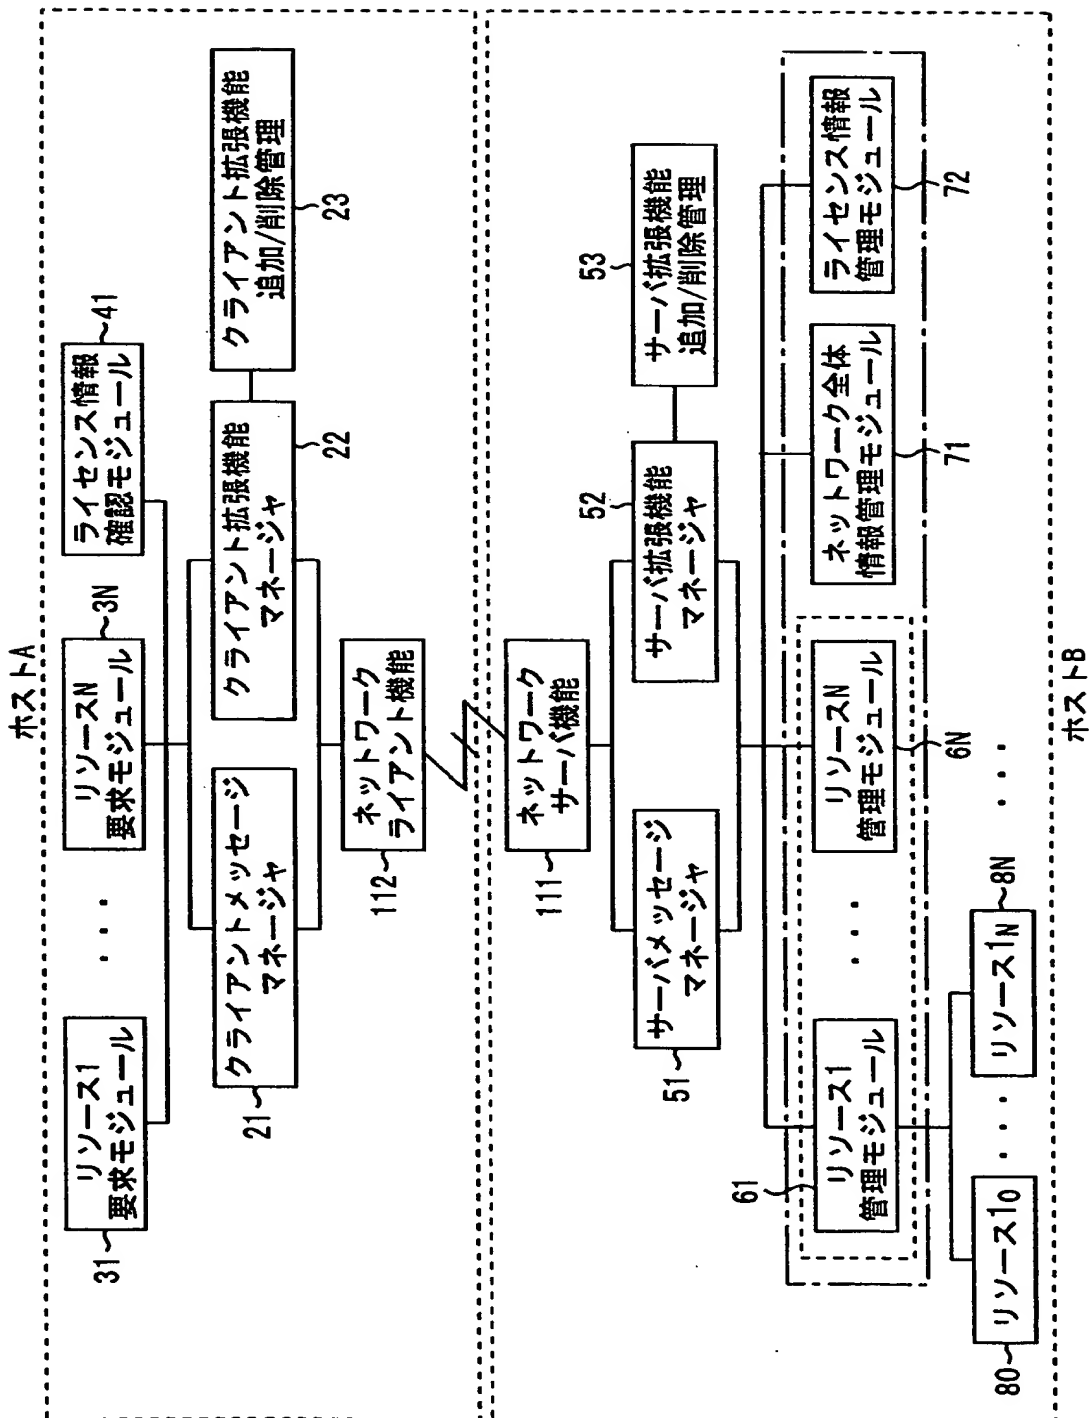 ホストA
リソース1
要求モジュール
31
. . .
リソースN
要求モジュール
3N
ライセンス情報
確認モジュール
41
クライアントメッセージ
マネージャ
21
クライアント拡張機能
マネージャ
22
クライアント拡張機能
追加/削除管理
23
ネットワーク
ライアント機能
112
ネットワーク
サーバ機能
111
サーバメッセージ
マネージャ
51
サーバ拡張機能
マネージャ
52
サーバ拡張機能
追加/削除管理
53
リソース1
管理モジュール
61
. . .
リソースN
管理モジュール
6N
ネットワーク全体
情報管理モジュール
71
ライセンス情報
管理モジュール
72
リソース10
80
. . . .
リソース1N
8N
. . .
ホストB